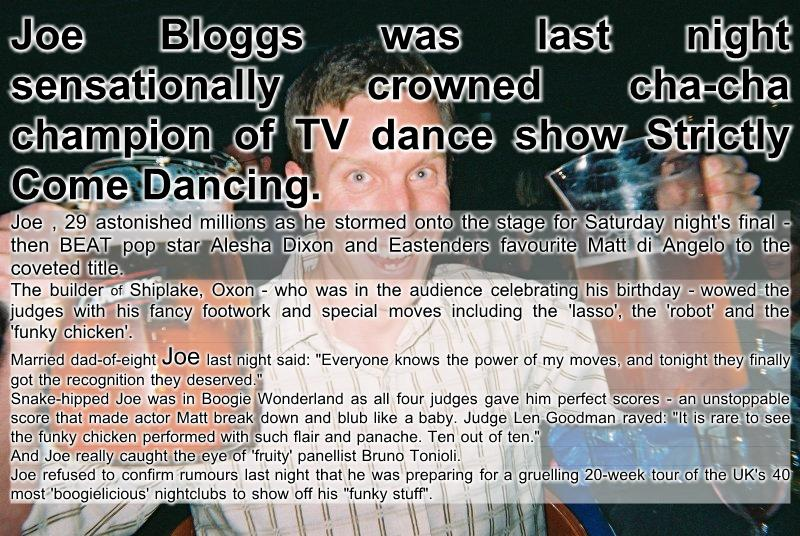 Joe Bloggs was last night
sensationally crowned cha-cha
champion of TV dance show Strictly
Come Dancing.
Joe , 29 astonished millions as he stormed onto the stage for Saturday night's final -
then BEAT pop star Alesha Dixon and Eastenders favourite Matt di Angelo to the
coveted title.
The builder of Shiplake, Oxon - who was in the audience celebrating his birthday - wowed the
judges with his fancy footwork and special moves including the 'lasso', the 'robot' and the
'funky chicken'.
Married dad-of-eight Joe last night said: "Everyone knows the power of my moves, and tonight they finally
got the recognition they deserved."
Snake-hipped Joe was in Boogie Wonderland as all four judges gave him perfect scores - an unstoppable
score that made actor Matt break down and blub like a baby. Judge Len Goodman raved: "It is rare to see
the funky chicken performed with such flair and panache. Ten out of ten."
And Joe really caught the eye of 'fruity' panellist Bruno Tonioli.
Joe refused to confirm rumours last night that he was preparing for a gruelling 20-week tour of the UK's 40
most 'boogielicious' nightclubs to show off his "funky stuff".